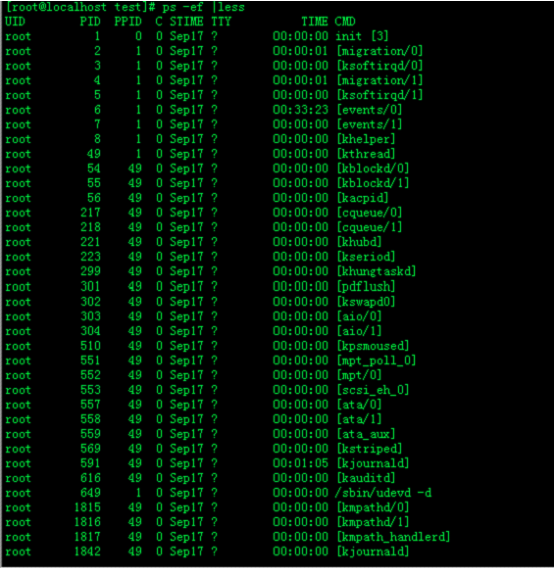 [root@localhost test]# ps -ef |less
UID        PID  PPID  C STIME TTY          TIME CMD
root         1     0  0 Sep17 ?        00:00:00 init [3]
root         2     1  0 Sep17 ?        00:00:01 [migration/0]
root         3     1  0 Sep17 ?        00:00:00 [ksoftirqd/0]
root         4     1  0 Sep17 ?        00:00:01 [migration/1]
root         5     1  0 Sep17 ?        00:00:00 [ksoftirqd/1]
root         6     1  0 Sep17 ?        00:33:23 [events/0]
root         7     1  0 Sep17 ?        00:00:00 [events/1]
root         8     1  0 Sep17 ?        00:00:00 [khelper]
root        49     1  0 Sep17 ?        00:00:00 [kthread]
root        54    49  0 Sep17 ?        00:00:00 [kblockd/0]
root        55    49  0 Sep17 ?        00:00:00 [kblockd/1]
root        56    49  0 Sep17 ?        00:00:00 [kacpid]
root       217    49  0 Sep17 ?        00:00:00 [cqueue/0]
root       218    49  0 Sep17 ?        00:00:00 [cqueue/1]
root       221    49  0 Sep17 ?        00:00:00 [khubd]
root       223    49  0 Sep17 ?        00:00:00 [kseriod]
root       299    49  0 Sep17 ?        00:00:00 [khungtaskd]
root       301    49  0 Sep17 ?        00:00:00 [pdflush]
root       302    49  0 Sep17 ?        00:00:00 [kswapd0]
root       303    49  0 Sep17 ?        00:00:00 [aio/0]
root       304    49  0 Sep17 ?        00:00:00 [aio/1]
root       510    49  0 Sep17 ?        00:00:00 [kpsmoused]
root       551    49  0 Sep17 ?        00:00:00 [mpt_poll_0]
root       552    49  0 Sep17 ?        00:00:00 [mpt/0]
root       553    49  0 Sep17 ?        00:00:00 [scsi_eh_0]
root       557    49  0 Sep17 ?        00:00:00 [ata/0]
root       558    49  0 Sep17 ?        00:00:00 [ata/1]
root       559    49  0 Sep17 ?        00:00:00 [ata_aux]
root       569    49  0 Sep17 ?        00:00:00 [kstriped]
root       591    49  0 Sep17 ?        00:01:05 [kjournald]
root       616    49  0 Sep17 ?        00:00:00 [kauditd]
root       649     1  0 Sep17 ?        00:00:00 /sbin/udevd -d
root      1815    49  0 Sep17 ?        00:00:00 [kmpathd/0]
root      1816    49  0 Sep17 ?        00:00:00 [kmpathd/1]
root      1817    49  0 Sep17 ?        00:00:00 [kmpath_handlerd]
root      1842    49  0 Sep17 ?        00:00:00 [kjournald]